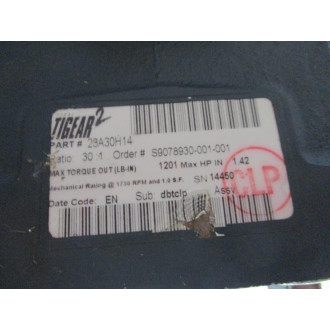 TIGEAR 2
PART # 28A30H14
Ratio 30:1 Order # S9078930-001-001
MAX TORQUE OUT (LB-IN) 1201 Max HP IN 1.42
Mechanical Rating @ 1750 RPM and 1.0 S.F. SN 14450
Date Code: EN Sub dbtclp Assy.
CLP